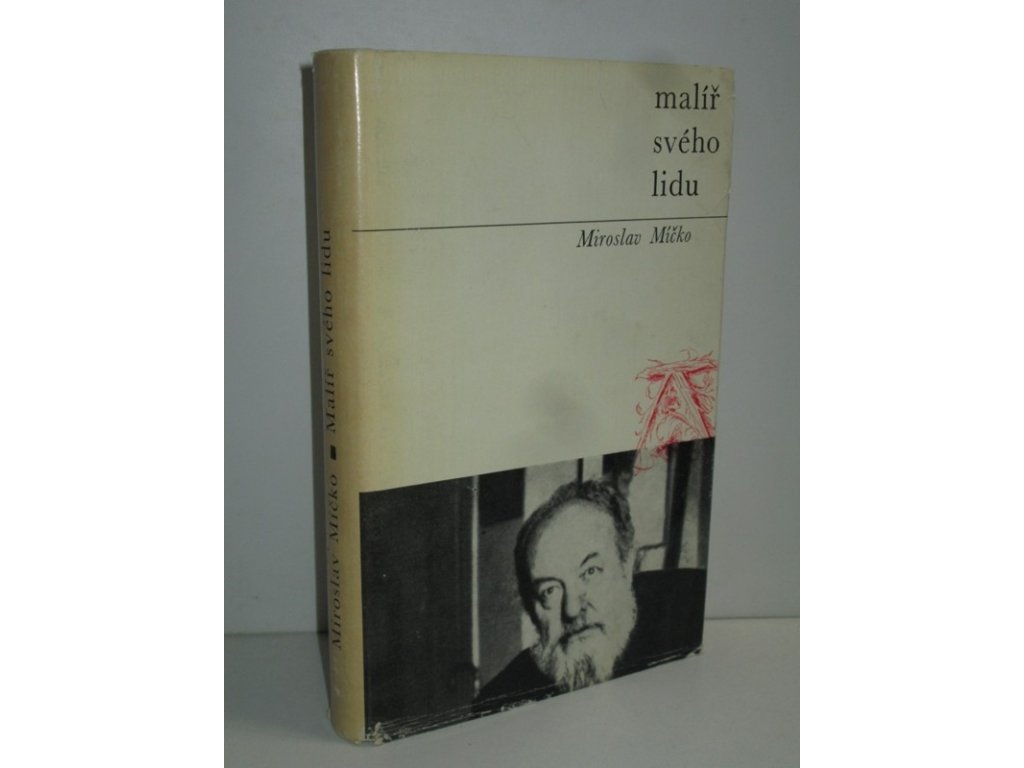 malíř
svého
lidu
Miroslav Míčko
Miroslav Míčko ■ Malíř svého lidu